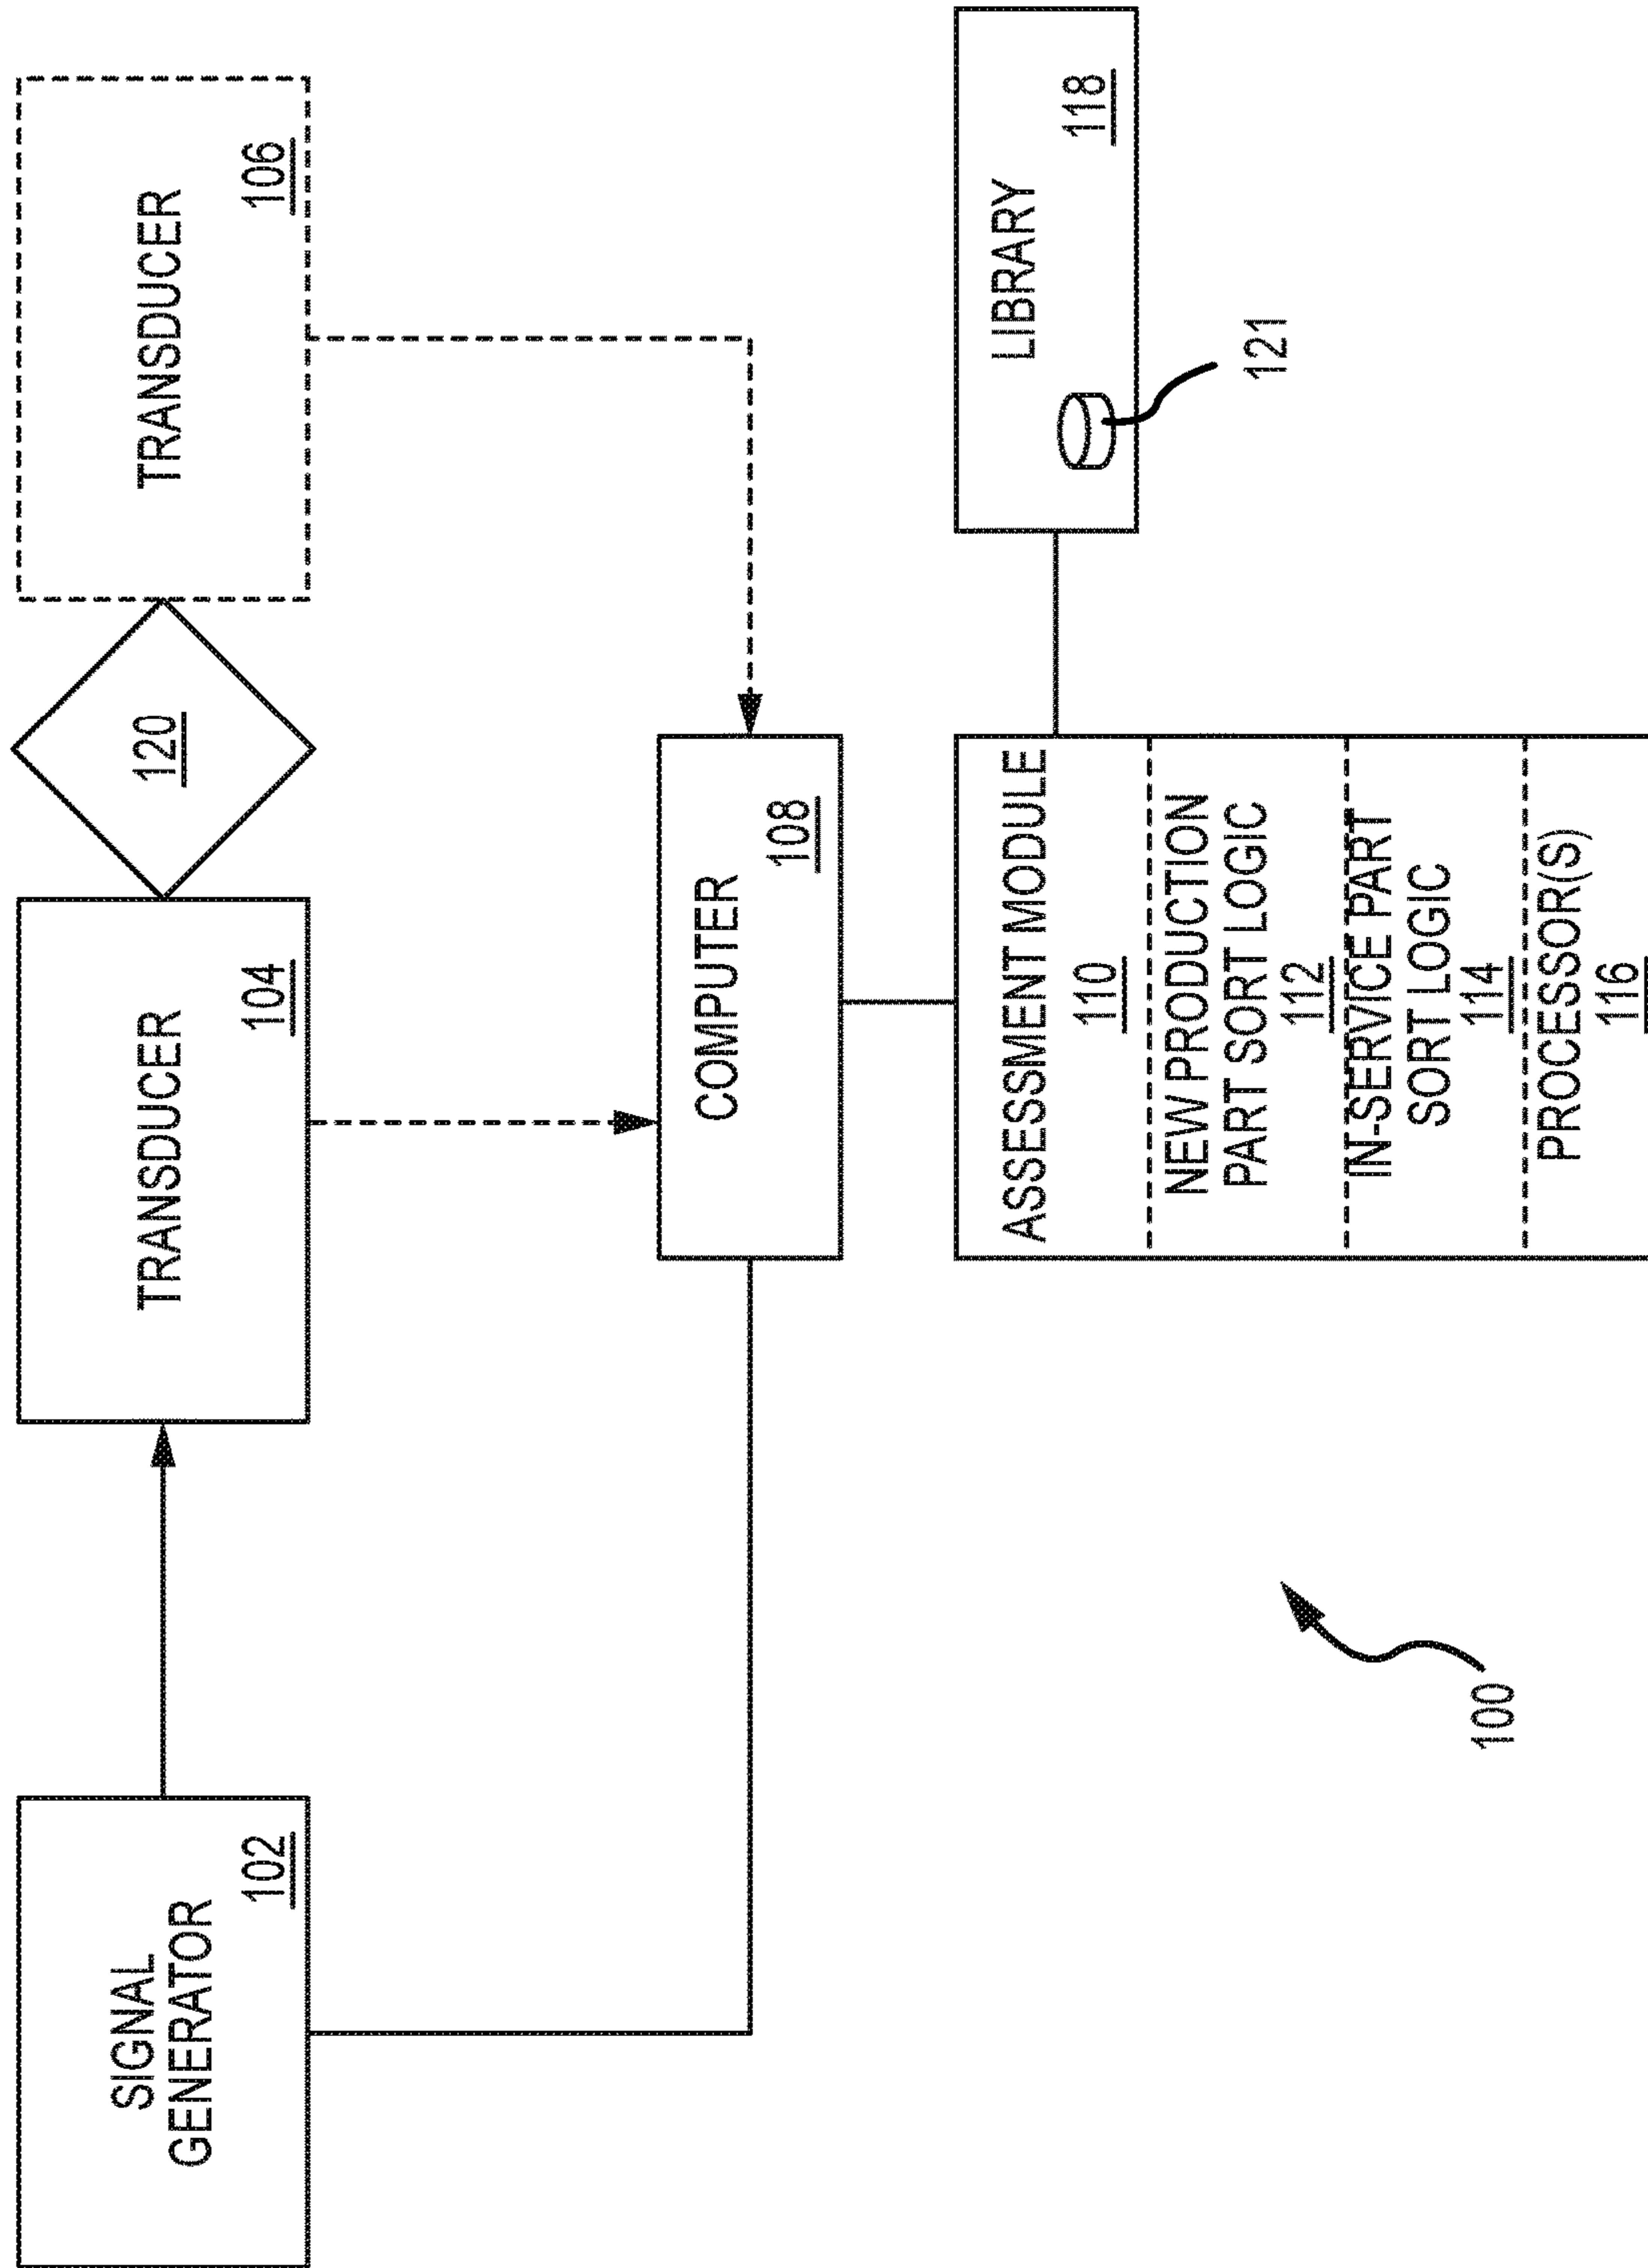 SIGNAL
GENERATOR
102
TRANSDUCER
104
120
TRANSDUCER
106
COMPUTER
108
ASSESSMENT MODULE
110
NEW PRODUCTION
PART SORT LOGIC
112
IN-SERVICE PART
SORT LOGIC
114
PROCESSOR(S)
116
LIBRARY
118
121
100